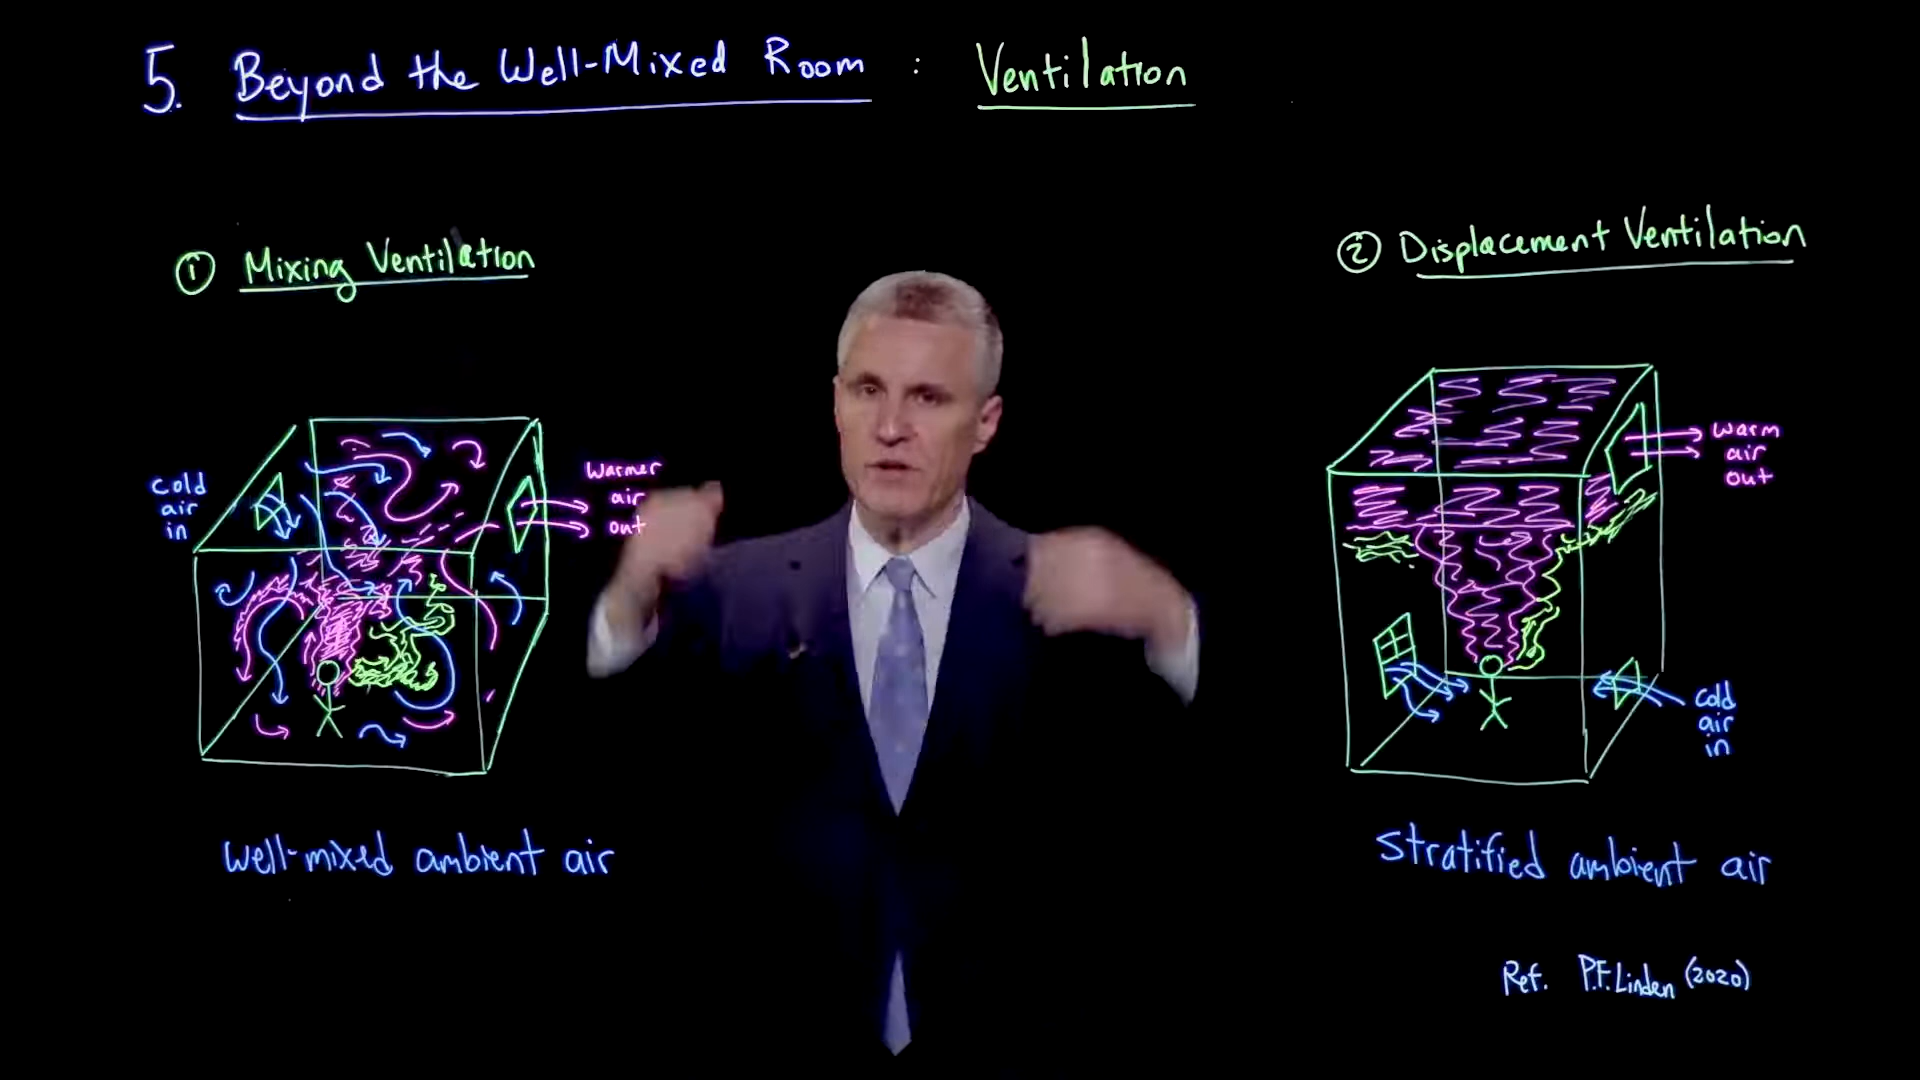 5. Beyond the Well-Mixed Room : Ventilation
① Mixing Ventilation
② Displacement Ventilation
cold
air
in
warmer
air
out
warm
air
out
cold
air
in
well-mixed ambient air
stratified ambient air
Ref. P.F. Linden (2020)